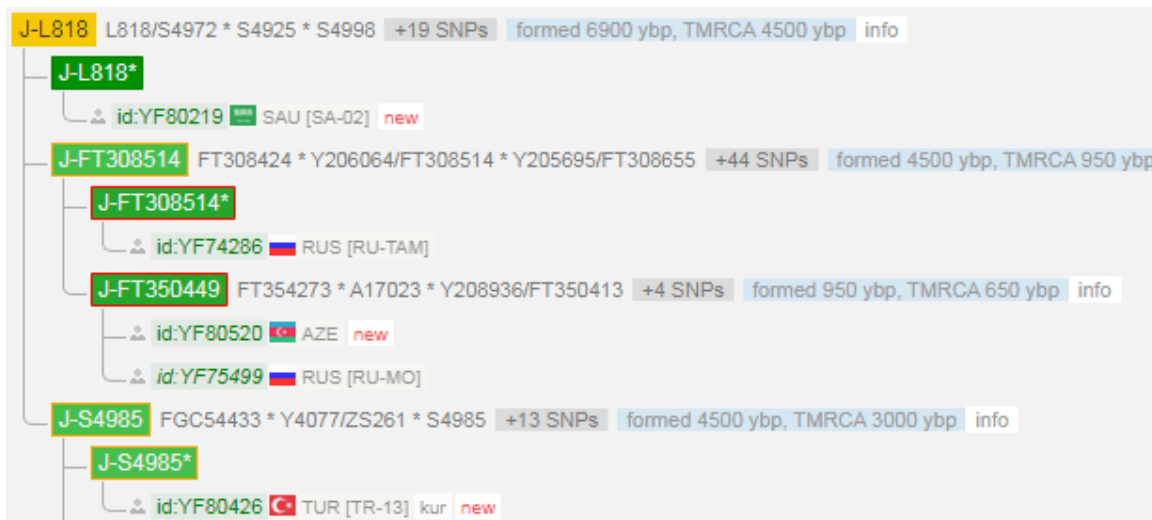 J-L818 L818/S4972 * S4925 * S4998 +19 SNPs formed 6900 ybp, TMRCA 4500 ybp info
J-L818*
id:YF80219 SAU [SA-02] new
J-FT308514 FT308424 * Y206064/FT308514 * Y205695/FT308655 +44 SNPs formed 4500 ybp, TMRCA 950 ybp
J-FT308514*
id:YF74286 RUS [RU-TAM]
J-FT350449 FT354273 * A17023 * Y208936/FT350413 +4 SNPs formed 950 ybp, TMRCA 650 ybp info
id:YF80520 AZE new
id:YF75499 RUS [RU-MO]
J-S4985 FGC54433 * Y4077/ZS261 * S4985 +13 SNPs formed 4500 ybp, TMRCA 3000 ybp info
J-S4985*
id:YF80426 TUR [TR-13] kur new